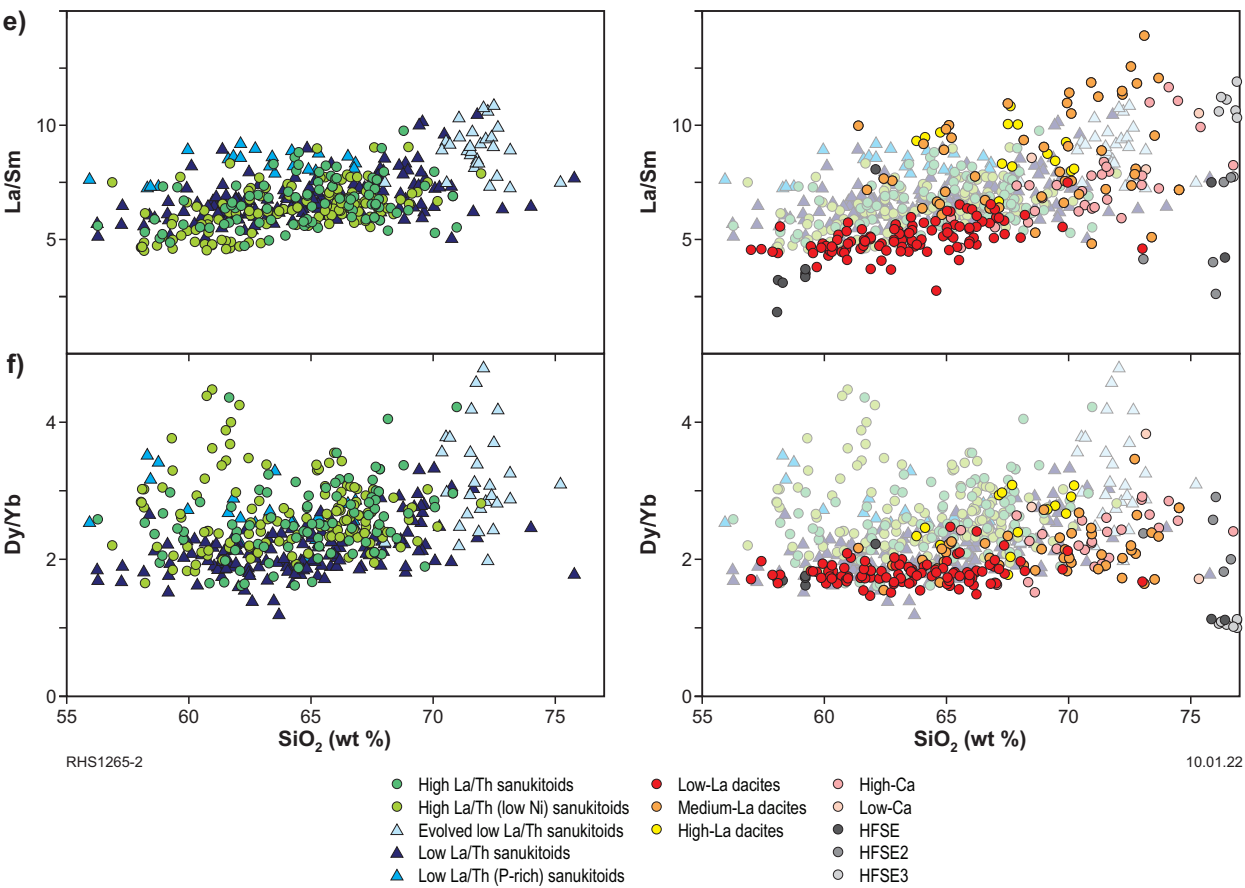 e)
La/Sm
10
5
La/Sm
10
5
f)
Dy/Yb
4
2
0
55
60
65
70
75
SiO₂ (wt %)
Dy/Yb
4
2
0
55
60
65
70
75
SiO₂ (wt %)
RHS1265-2
10.01.22
High La/Th sanukitoids
High La/Th (low Ni) sanukitoids
Evolved low La/Th sanukitoids
Low La/Th sanukitoids
Low La/Th (P-rich) sanukitoids
Low-La dacites
Medium-La dacites
High-La dacites
High-Ca
Low-Ca
HFSE
HFSE2
HFSE3